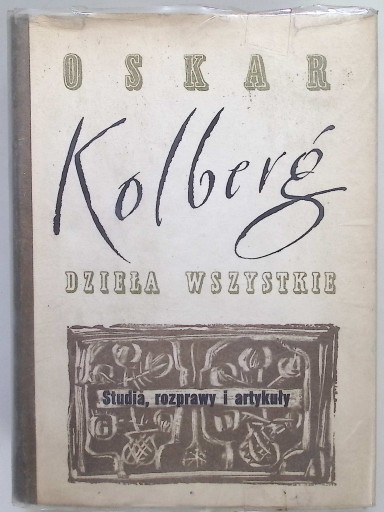 OSKAR
Kolberg
DZIEŁA WSZYSTKIE
Studia, rozprawy i artykuły